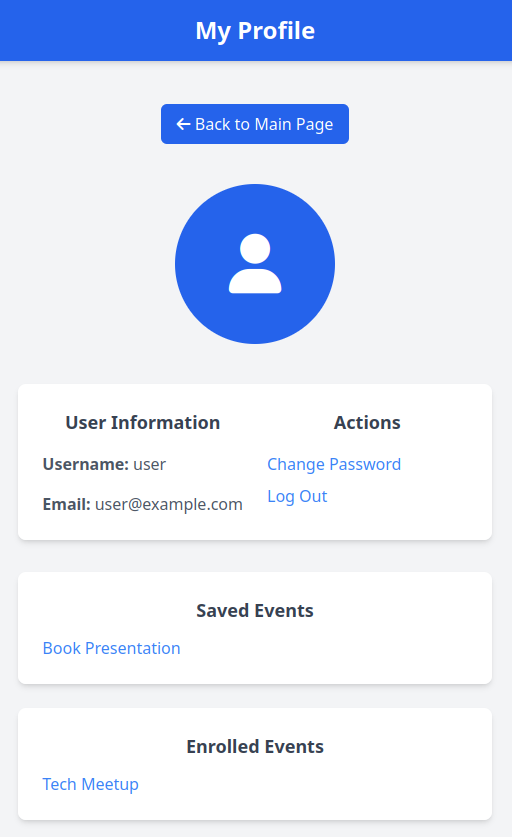 My Profile
Back to Main Page
User Information
Username: user
Email: user@example.com
Actions
Change Password
Log Out
Saved Events
Book Presentation
Enrolled Events
Tech Meetup